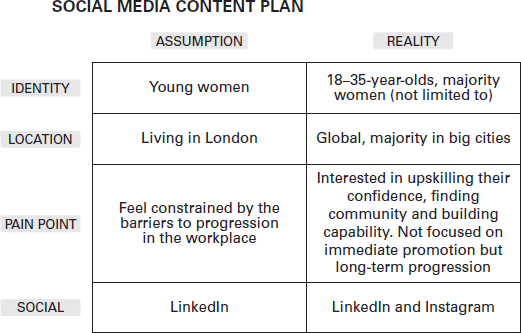 SOCIAL MEDIA CONTENT PLAN
ASSUMPTION
REALITY
IDENTITY
Young women
18–35-year-olds, majority
women (not limited to)
LOCATION
Living in London
Global, majority in big cities
PAIN POINT
Feel constrained by the
barriers to progression
in the workplace
Interested in upskilling their
confidence, finding
community and building
capability. Not focused on
immediate promotion but
long-term progression
SOCIAL
LinkedIn
LinkedIn and Instagram